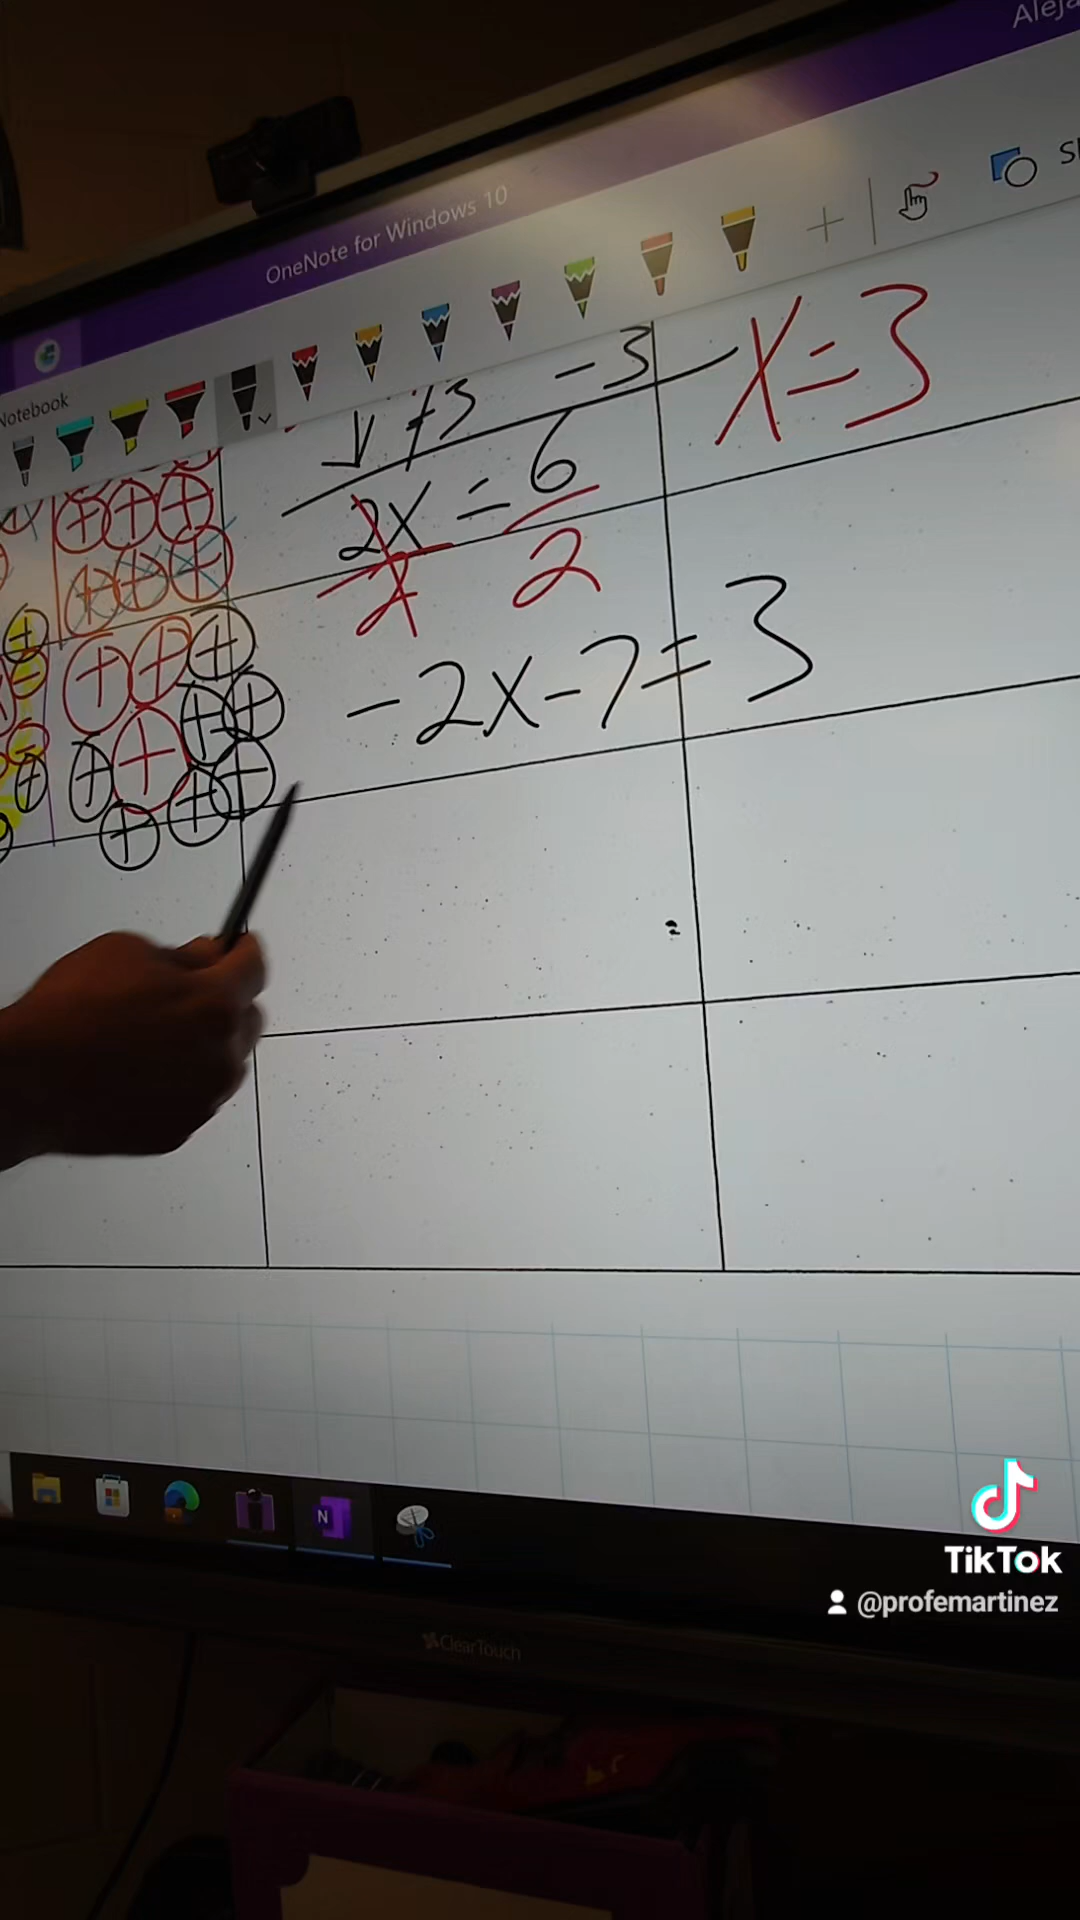 Aleja
OneNote for Windows 10
Notebook
-3
x=3
2x=6
2 2
-2x-7=3
=
N
TikTok
@profemartinez
ClearTouch